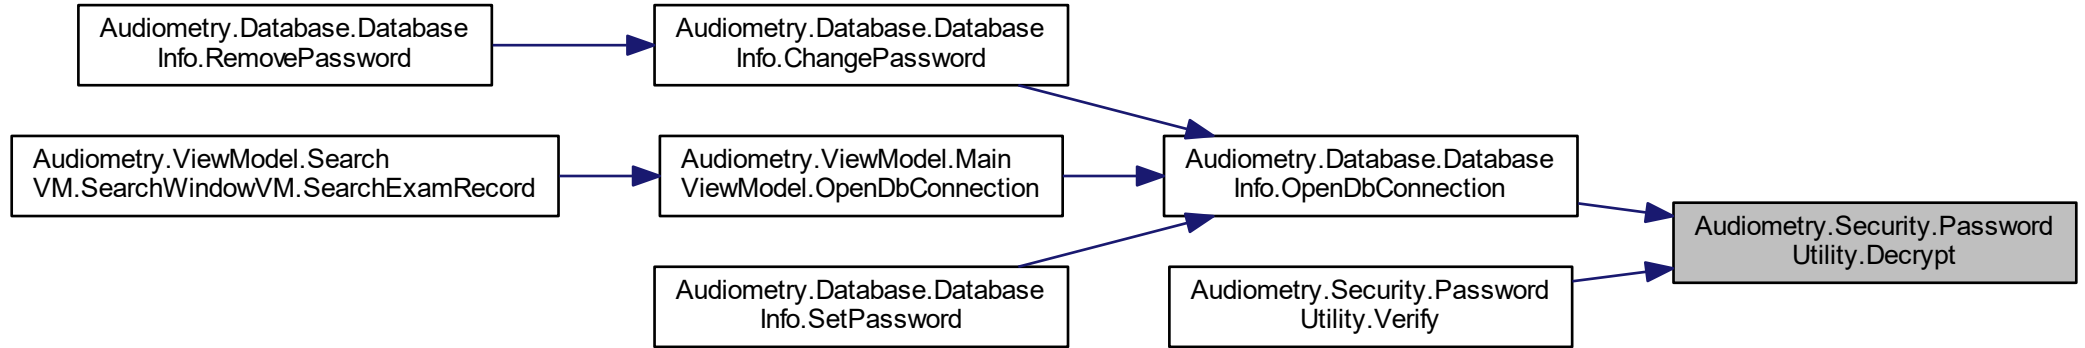 Audiometry.Database.Database
Info.RemovePassword
Audiometry.Database.Database
Info.ChangePassword
Audiometry.ViewModel.Search
VM.SearchWindowVM.SearchExamRecord
Audiometry.ViewModel.Main
ViewModel.OpenDbConnection
Audiometry.Database.Database
Info.OpenDbConnection
Audiometry.Security.Password
Utility.Decrypt
Audiometry.Database.Database
Info.SetPassword
Audiometry.Security.Password
Utility.Verify